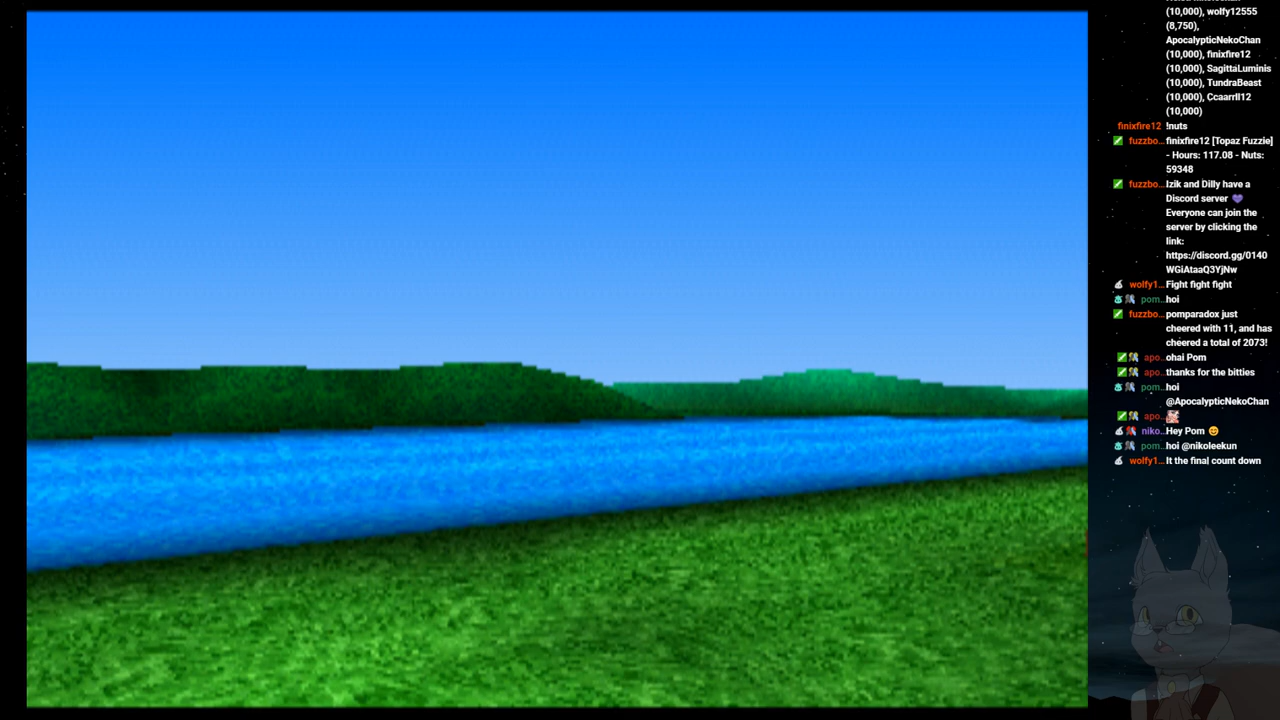 (10,000), wolfy12555
(8,750),
ApocalypticNekoChan
(10,000), finixfire12
(10,000), SagittaLuminis
(10,000), TundraBeast
(10,000), Ccaarrll12
(10,000)
finixfire12 !nuts
fuzzbo... finixfire12 [Topaz Fuzzie]
- Hours: 117.08 - Nuts:
59348
fuzzbo... Izik and Dilly have a
Discord server 💜
Everyone can join the
server by clicking the
link:
https://discord.gg/0140
WGiAtaaQ3YjNw
wolfy1... Fight fight fight
pom... hoi
fuzzbo... pomparadox just
cheered with 11, and has
cheered a total of 2073!
apo... ohai Pom
apo... thanks for the bitties
pom... hoi
@ApocalypticNekoChan
apo...
niko... Hey Pom 😊
pom... hoi @nikoleekun
wolfy1... It the final count down